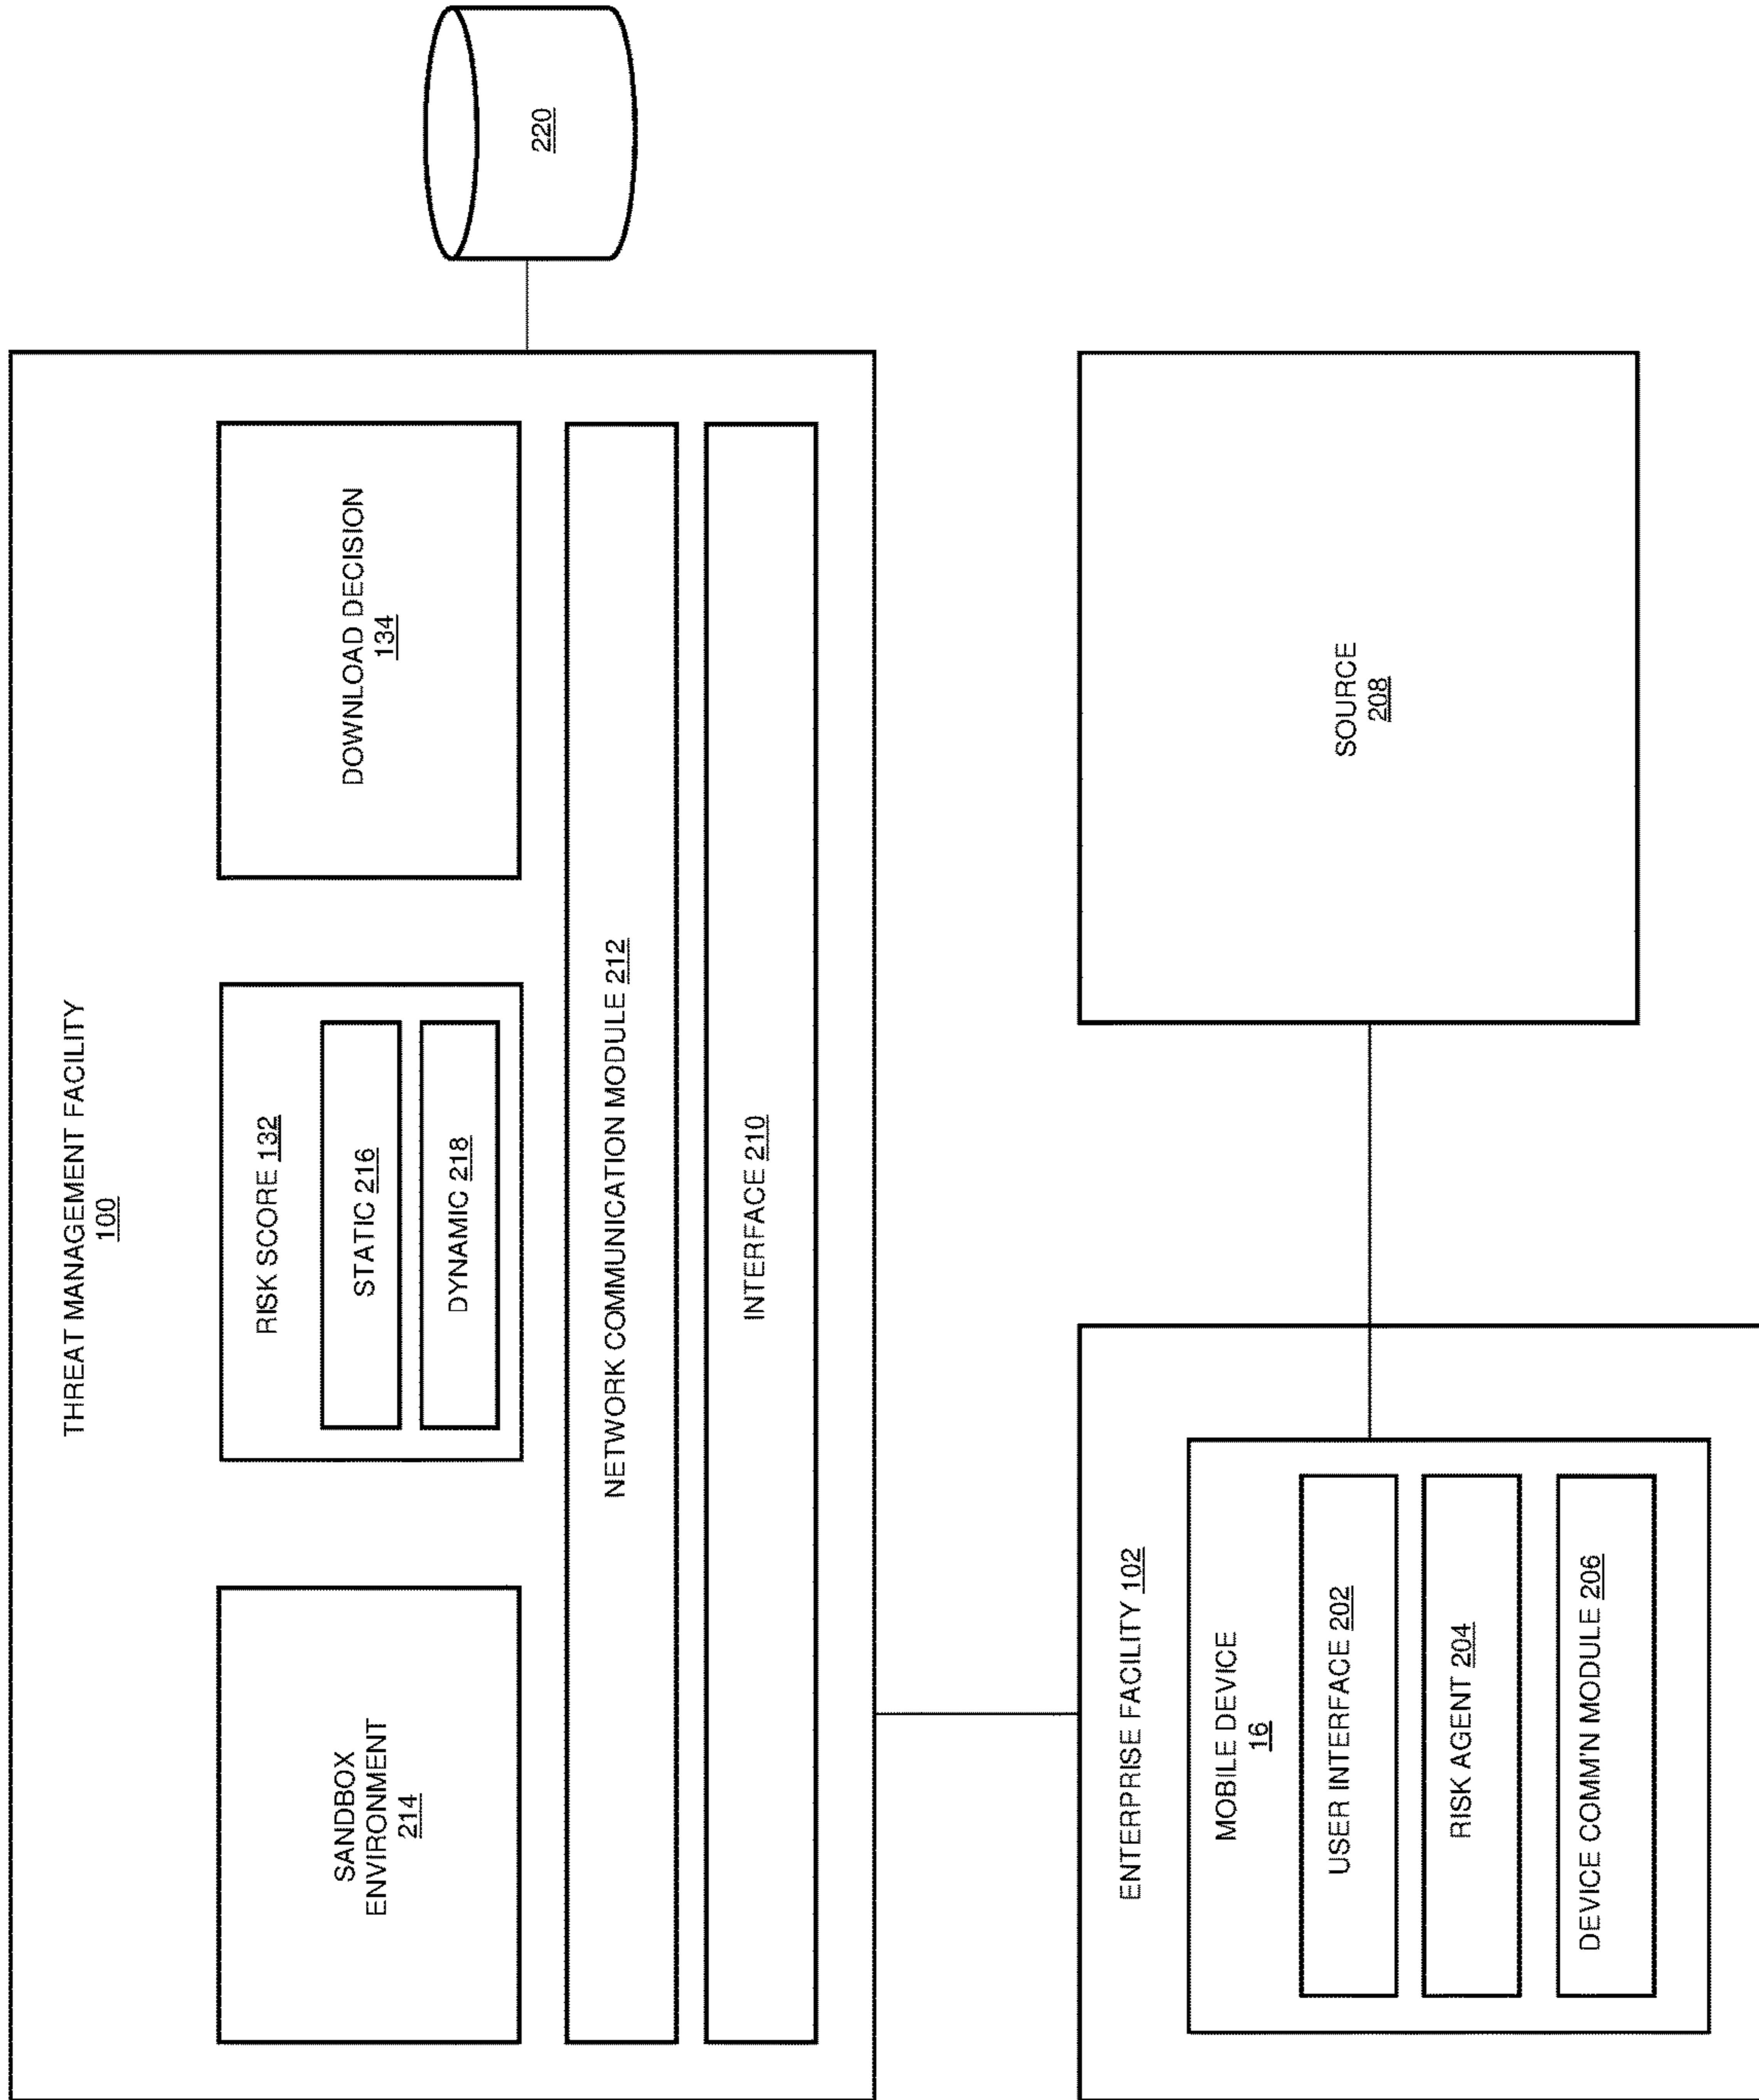 THREAT MANAGEMENT FACILITY
100
SANDBOX
ENVIRONMENT
214
RISK SCORE 132
STATIC 216
DYNAMIC 218
DOWNLOAD DECISION
134
NETWORK COMMUNICATION MODULE 212
INTERFACE 210
220
ENTERPRISE FACILITY 102
MOBILE DEVICE
16
USER INTERFACE 202
RISK AGENT 204
DEVICE COMM'N MODULE 206
SOURCE
208